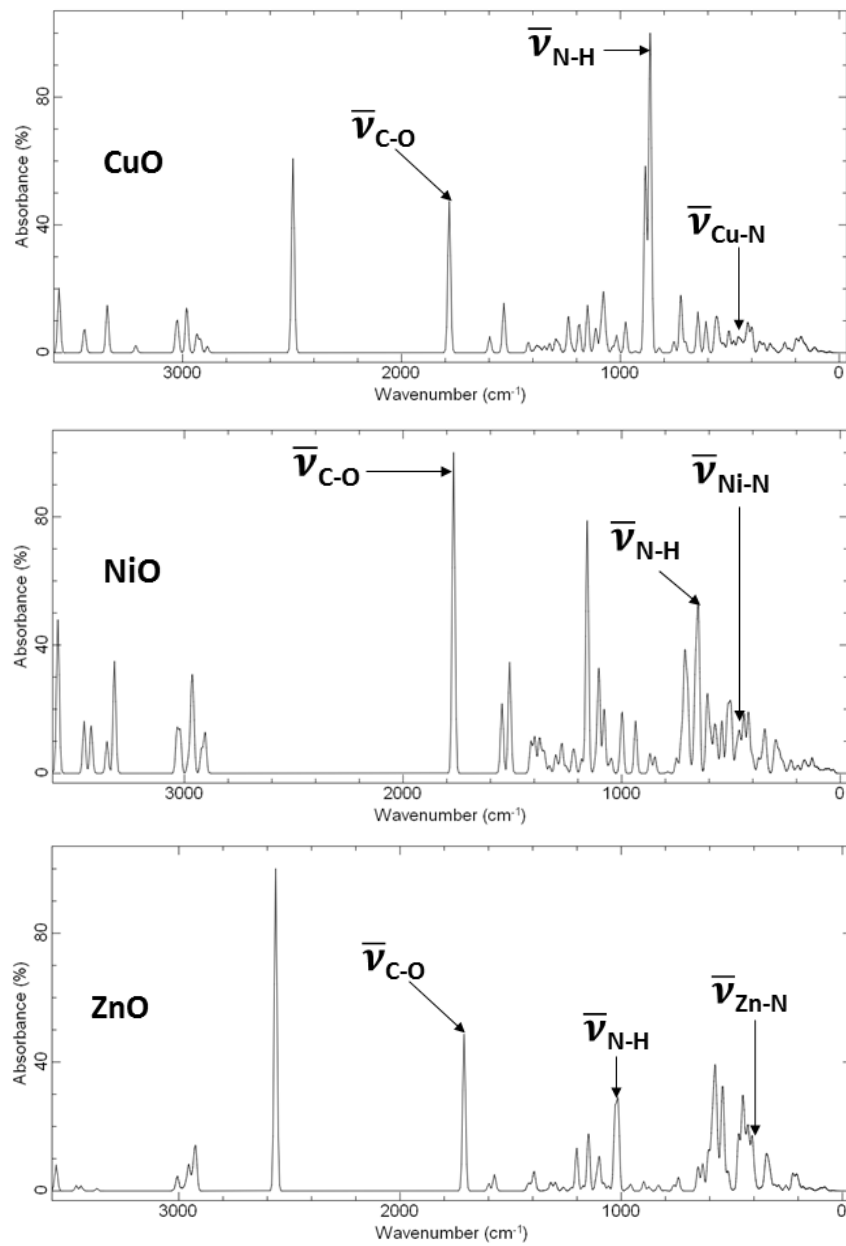 ν̅N-H
ν̅C-O
CuO
ν̅Cu-N
Absorbance (%)
80
40
0
3000 2000 1000 0
Wavenumber (cm⁻¹)
ν̅C-O
ν̅Ni-N
ν̅N-H
NiO
Absorbance (%)
80
40
0
3000 2000 1000 0
Wavenumber (cm⁻¹)
ν̅C-O
ν̅N-H
ν̅Zn-N
ZnO
Absorbance (%)
80
40
0
3000 2000 1000 0
Wavenumber (cm⁻¹)